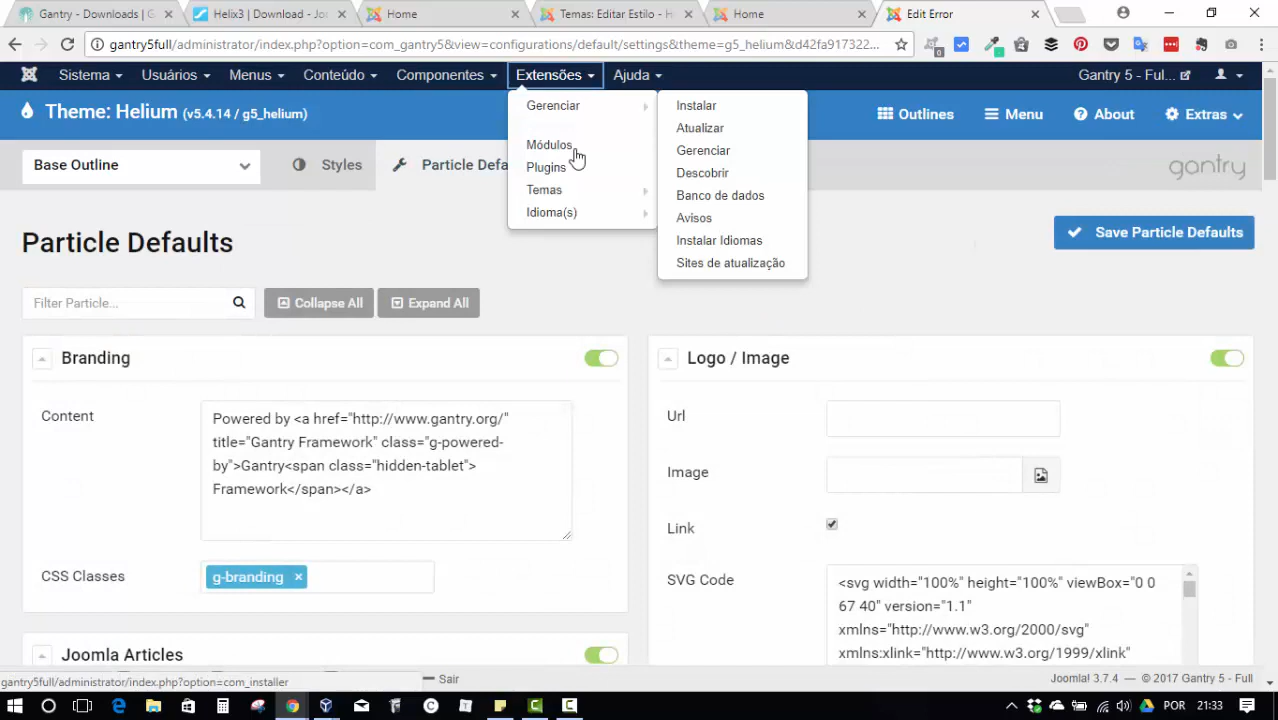 Gantry - Downloads | G
Helix3 | Download - Joo
Home
Temas: Editar Estilo - H
Home
Edit Error
gantry5full/administrator/index.php?option=com_gantry5&view=configurations/default/settings&theme=g5_helium&d42fa917322...
Sistema
Usuários
Menus
Conteúdo
Componentes
Extensões
Ajuda
Gantry 5 - Ful...
Theme: Helium (v5.4.14 / g5_helium)
Outlines
Menu
About
Extras
Gerenciar
Módulos
Plugins
Temas
Idioma(s)
Instalar
Atualizar
Gerenciar
Descobrir
Banco de dados
Avisos
Instalar Idiomas
Sites de atualização
Base Outline
Styles
Particle Defa
gantry
Particle Defaults
Save Particle Defaults
Filter Particle...
Collapse All
Expand All
Branding
Content
Powered by <a href="http://www.gantry.org/"
title="Gantry Framework" class="g-powered-
by">Gantry<span class="hidden-tablet">
Framework</span></a>
CSS Classes
g-branding ×
Joomla Articles
Logo / Image
Url
Image
Link
SVG Code
<svg width="100%" height="100%" viewBox="0 0
67 40" version="1.1"
xmlns="http://www.w3.org/2000/svg"
xmlns:xlink="http://www.w3.org/1999/xlink"
gantry5full/administrator/index.php?option=com_installer
Sair
Joomla! 3.7.4 — © 2017 Gantry 5 - Full
POR
21:33